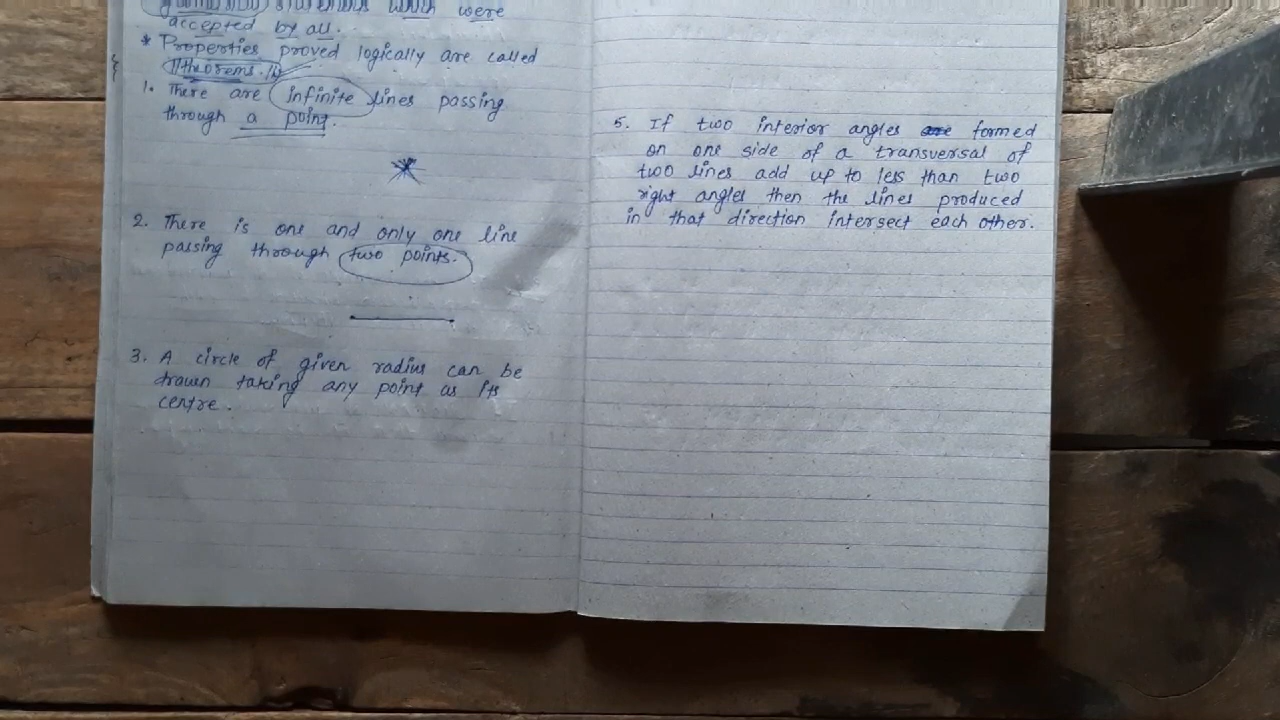 statements which were
accepted by all.
* Properties proved logically are called
theorems.
1. There are infinite lines passing
through a point.
2. There is one and only one line
passing through two points.
3. A circle of given radius can be
drawn taking any point as its
centre.
5. If two interior angles are formed
on one side of a transversal of
two lines add up to less than two
right angles then the lines produced
in that direction intersect each other.